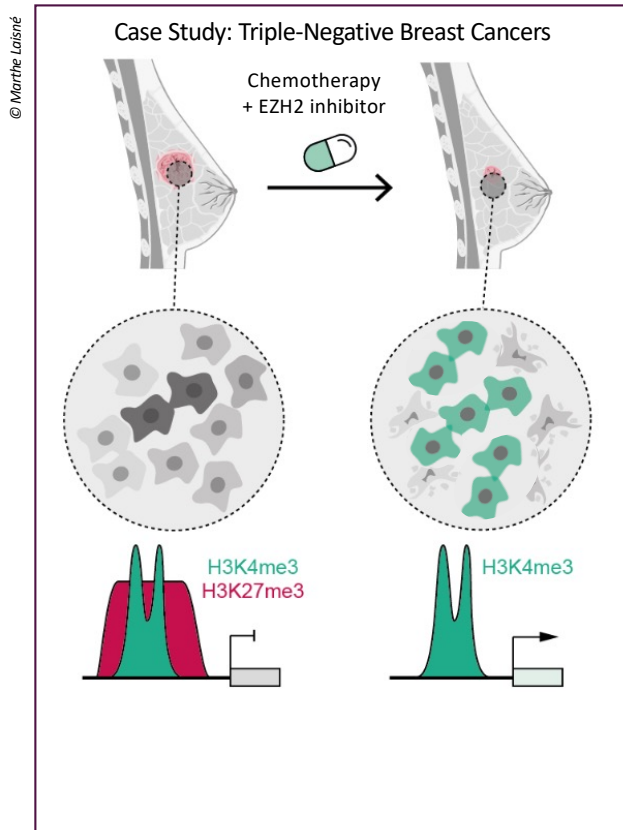 © Marthe Laisné
Case Study: Triple-Negative Breast Cancers
Chemotherapy
+ EZH2 inhibitor
H3K4me3
H3K27me3
H3K4me3